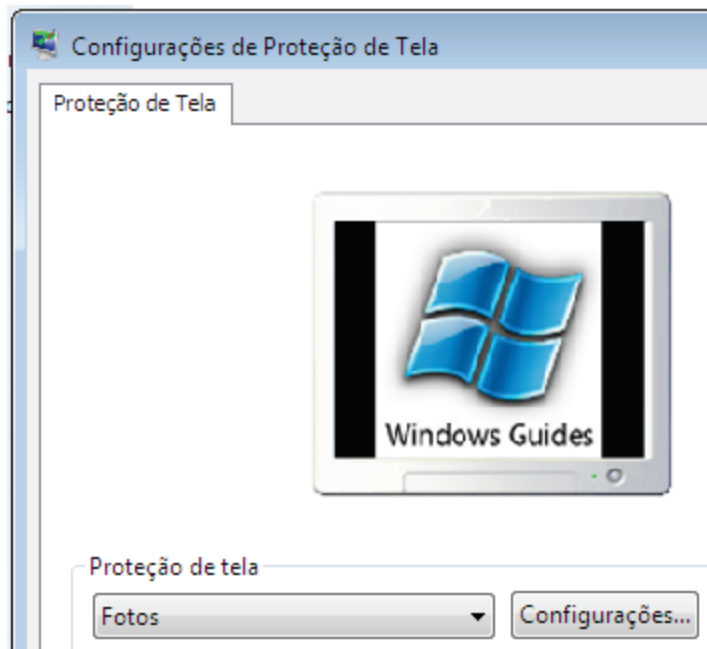 Configurações de Proteção de Tela
Proteção de Tela
Windows Guides
Proteção de tela
Fotos
Configurações...